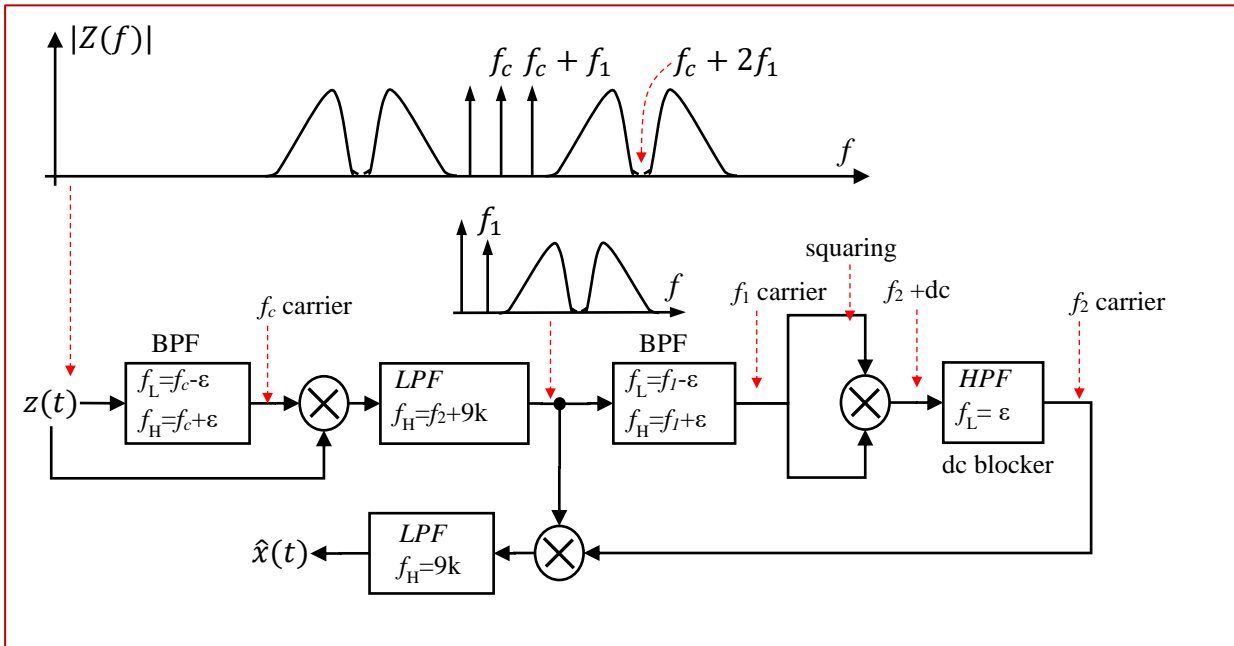 |Z(f)|
f_c f_c + f_1
f_c + 2f_1
f
f_1
f
squaring
f_c carrier
f_1 carrier
f_2 +dc
f_2 carrier
BPF
BPF
z(t)
f_L=f_c-ε
f_H=f_c+ε
LPF
f_H=f_2+9k
f_L=f_1-ε
f_H=f_1+ε
HPF
f_L= ε
dc blocker
x̂(t)
LPF
f_H=9k